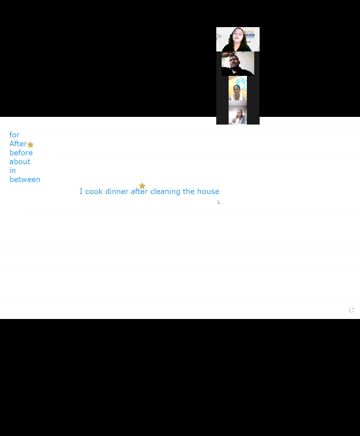 for
After
before
about
in
between
I cook dinner after cleaning the house